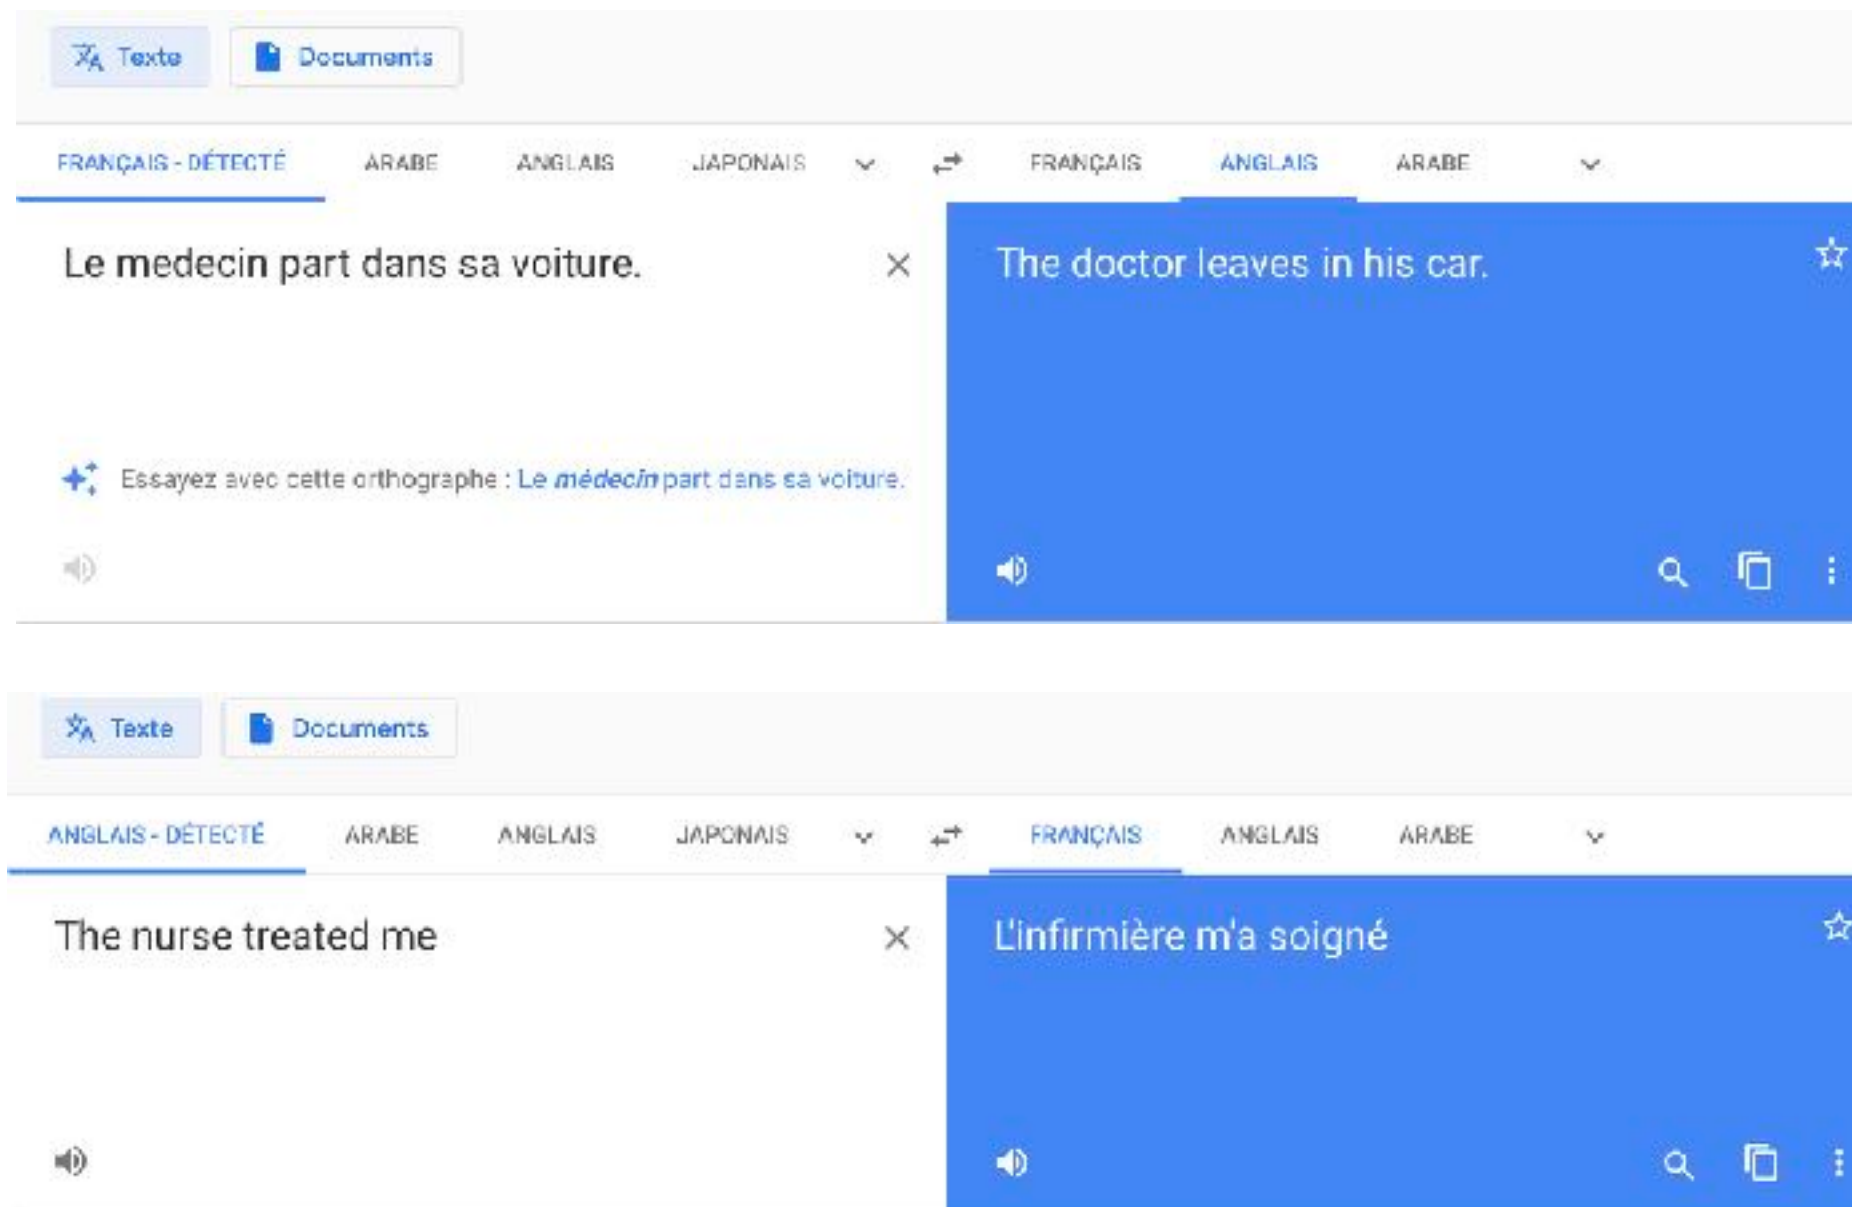 Texte Documents
FRANÇAIS - DÉTECTÉ ARABE ANGLAIS JAPONAIS FRANÇAIS ANGLAIS ARABE
Le medecin part dans sa voiture.
The doctor leaves in his car.
Essayez avec cette orthographe : Le médecin part dans sa voiture.
Texte Documents
ANGLAIS - DÉTECTÉ ARABE ANGLAIS JAPONAIS FRANÇAIS ANGLAIS ARABE
The nurse treated me
L'infirmière m'a soigné